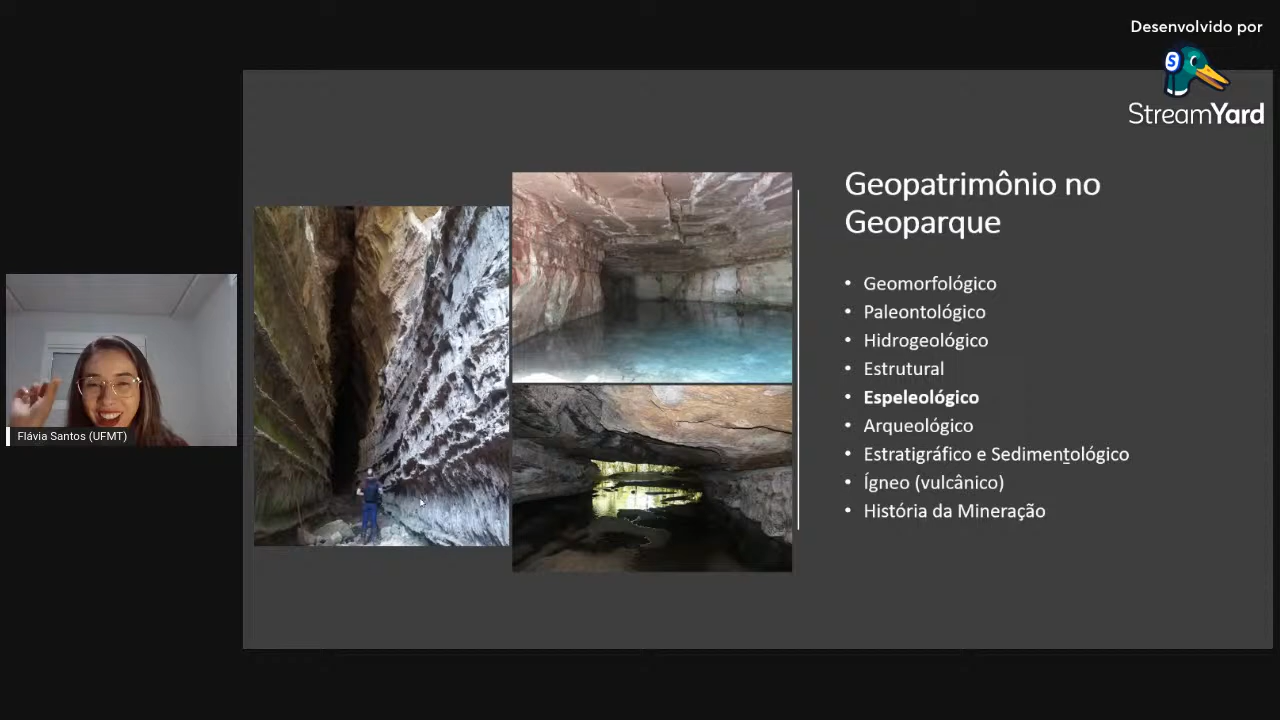 Desenvolvido por
S
StreamYard
Geopatrimônio no
Geoparque
• Geomorfológico
• Paleontológico
• Hidrogeológico
• Estrutural
• Espeleológico
• Arqueológico
• Estratigráfico e Sedimentológico
• Ígneo (vulcânico)
• História da Mineração
Flávia Santos (UFMT)